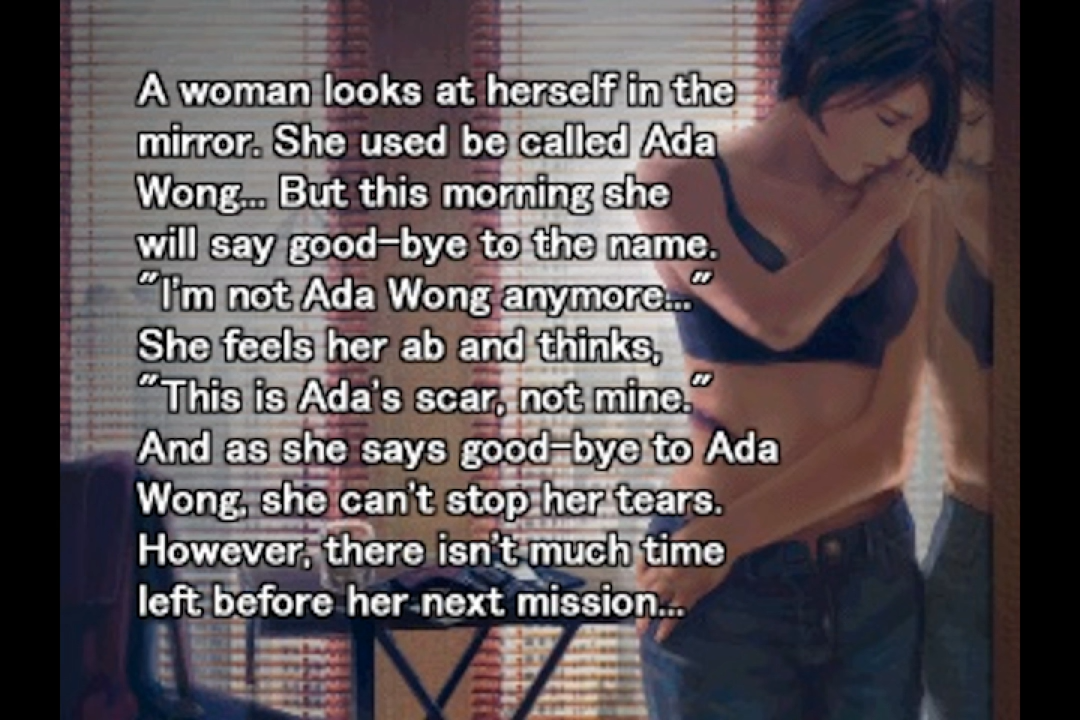 A woman looks at herself in the
mirror. She used be called Ada
Wong... But this morning she
will say good-bye to the name.
"I'm not Ada Wong anymore..."
She feels her ab and thinks,
"This is Ada's scar, not mine."
And as she says good-bye to Ada
Wong, she can't stop her tears.
However, there isn't much time
left before her next mission...